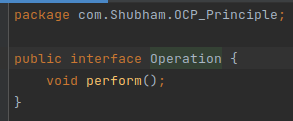 package com.Shubham.OCP_Principle;
public interface Operation {
void perform();
}